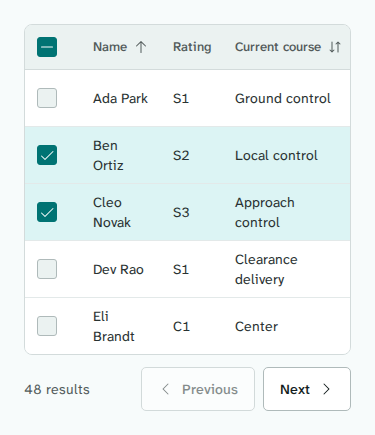 Name Rating Current course
Ada Park S1 Ground control
Ben
Ortiz S2 Local control
Cleo
Novak S3 Approach
control
Dev Rao S1 Clearance
delivery
Eli
Brandt C1 Center
48 results Previous Next